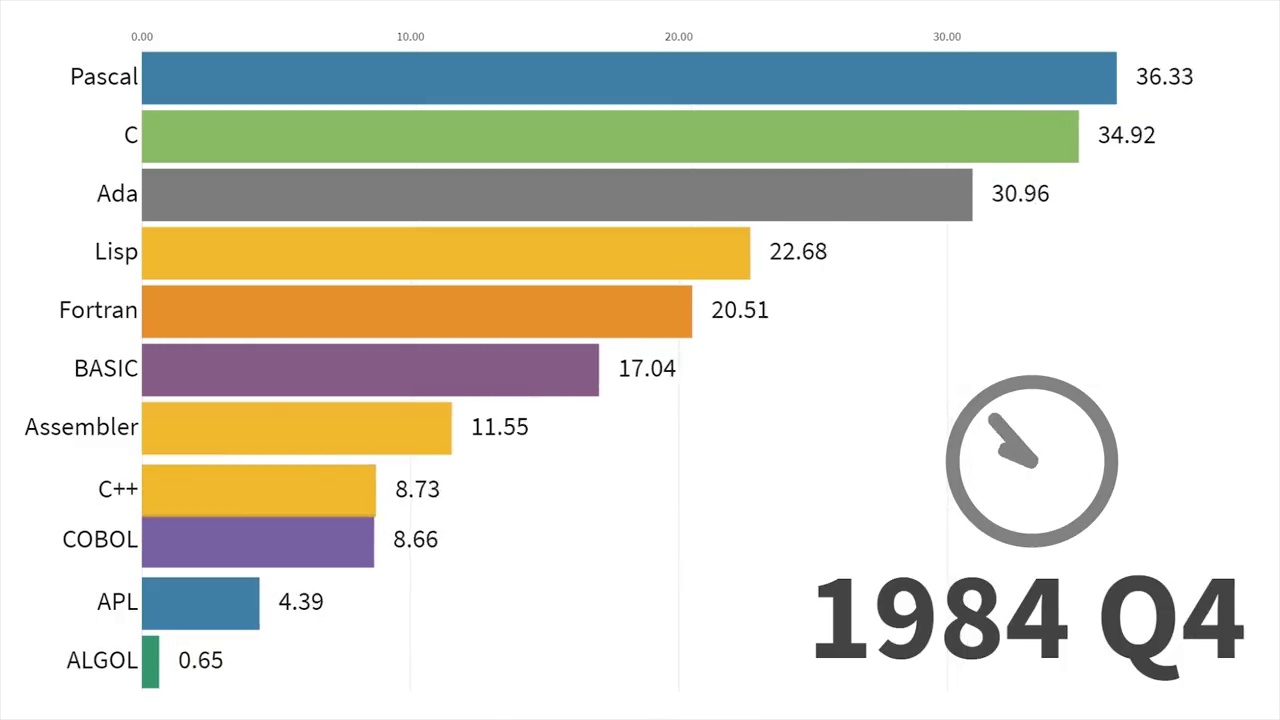 0.00 10.00 20.00 30.00
Pascal 36.33
C 34.92
Ada 30.96
Lisp 22.68
Fortran 20.51
BASIC 17.04
Assembler 11.55
C++ 8.73
COBOL 8.66
APL 4.39
ALGOL 0.65
1984 Q4